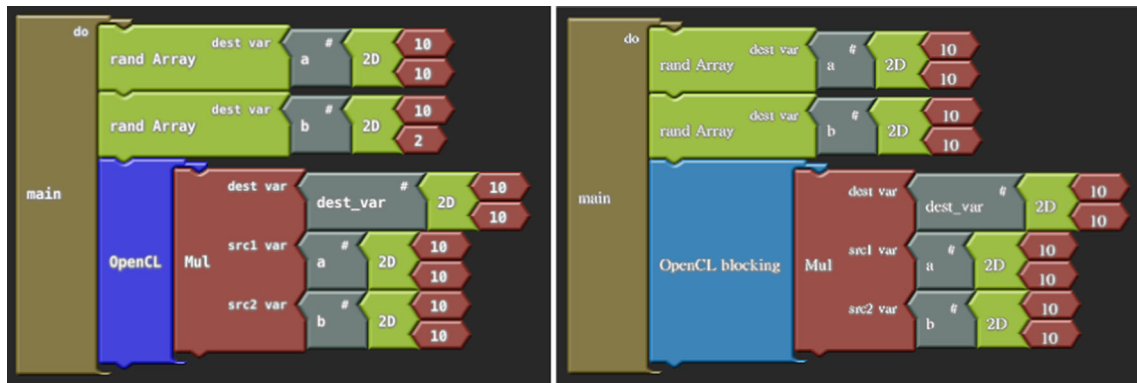 do
dest var # 10
rand Array a 2D
10
dest var # 10
rand Array b 2D
2
main
dest var # 10
dest_var 2D
10
src1 var # 10
OpenCL Mul a 2D
10
src2 var # 10
b 2D
10
do
dest var # 10
rand Array a 2D
10
dest var # 10
rand Array b 2D
10
main
dest var # 10
dest_var 2D
10
src1 var # 10
OpenCL blocking Mul a 2D
10
src2 var # 10
b 2D
10